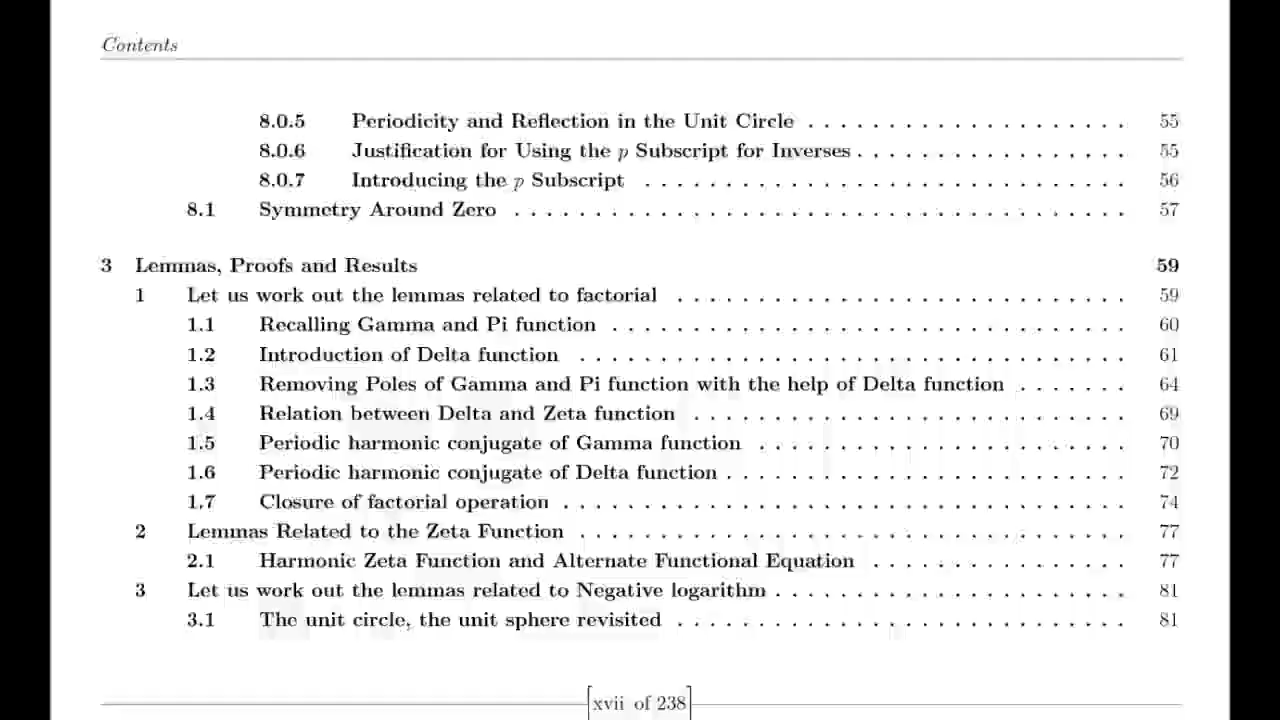 Contents
8.0.5 Periodicity and Reflection in the Unit Circle . . . . . . . . . . . . . . . . . . . . 55
8.0.6 Justification for Using the p Subscript for Inverses . . . . . . . . . . . . . . . . . 55
8.0.7 Introducing the p Subscript . . . . . . . . . . . . . . . . . . . . . . . . . . . . . . 56
8.1 Symmetry Around Zero . . . . . . . . . . . . . . . . . . . . . . . . . . . . . . . . . . . . . . 57
3 Lemmas, Proofs and Results 59
1 Let us work out the lemmas related to factorial . . . . . . . . . . . . . . . . . . . . . . . . . . . . 59
1.1 Recalling Gamma and Pi function . . . . . . . . . . . . . . . . . . . . . . . . . . . . . . . . 60
1.2 Introduction of Delta function . . . . . . . . . . . . . . . . . . . . . . . . . . . . . . . . . . 61
1.3 Removing Poles of Gamma and Pi function with the help of Delta function . . . . . . . 64
1.4 Relation between Delta and Zeta function . . . . . . . . . . . . . . . . . . . . . . . . . . . 69
1.5 Periodic harmonic conjugate of Gamma function . . . . . . . . . . . . . . . . . . . . . . . 70
1.6 Periodic harmonic conjugate of Delta function . . . . . . . . . . . . . . . . . . . . . . . . . 72
1.7 Closure of factorial operation . . . . . . . . . . . . . . . . . . . . . . . . . . . . . . . . . . . 74
2 Lemmas Related to the Zeta Function . . . . . . . . . . . . . . . . . . . . . . . . . . . . . . . . . . 77
2.1 Harmonic Zeta Function and Alternate Functional Equation . . . . . . . . . . . . . . . . 77
3 Let us work out the lemmas related to Negative logarithm . . . . . . . . . . . . . . . . . . . . . . 81
3.1 The unit circle, the unit sphere revisited . . . . . . . . . . . . . . . . . . . . . . . . . . . . 81
xvii of 238